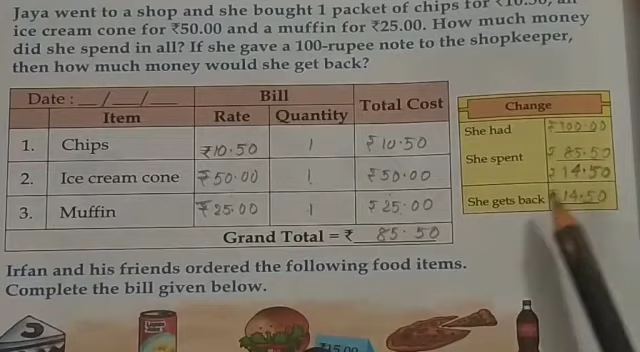 Jaya went to a shop and she bought 1 packet of chips for ₹10.50, an
ice cream cone for ₹50.00 and a muffin for ₹25.00. How much money
did she spend in all? If she gave a 100-rupee note to the shopkeeper,
then how much money would she get back?
Date : __/__/__ Bill Total Cost
Item Rate Quantity
1. Chips ₹10.50 1 ₹10.50
2. Ice cream cone ₹50.00 1 ₹50.00
3. Muffin ₹25.00 1 ₹25.00
Grand Total = ₹ 85.50
Change
She had ₹100.00
She spent ₹85.50
₹14.50
She gets back ₹14.50
Irfan and his friends ordered the following food items.
Complete the bill given below.
₹15.00